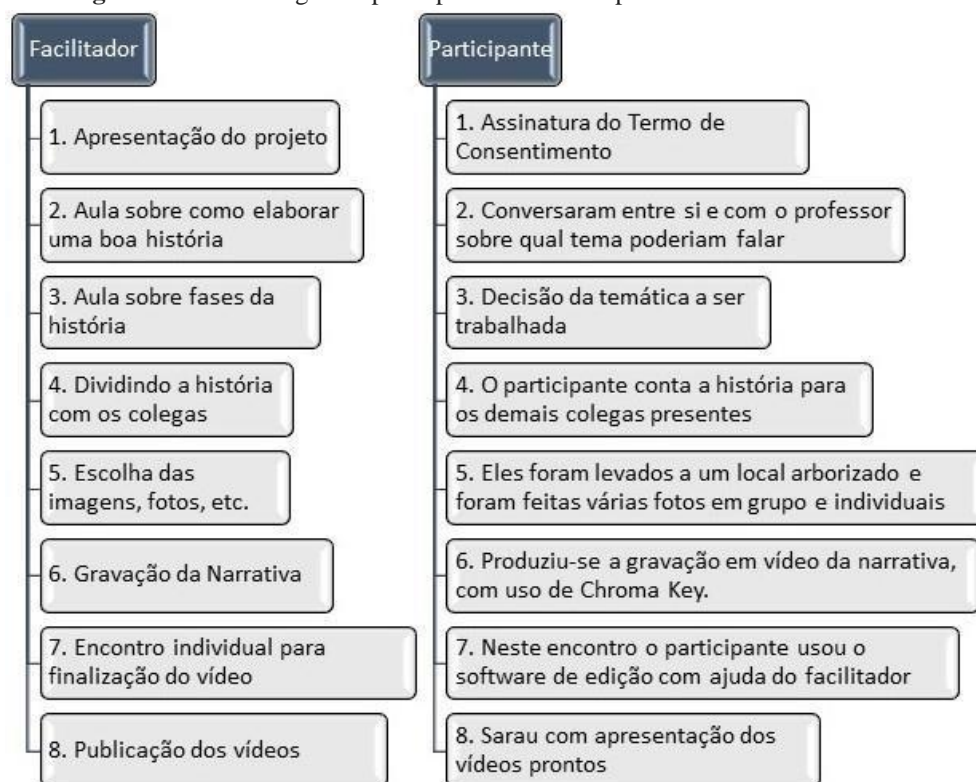 Facilitador
1. Apresentação do projeto
2. Aula sobre como elaborar
uma boa história
3. Aula sobre fases da
história
4. Dividindo a história
com os colegas
5. Escolha das
imagens, fotos, etc.
6. Gravação da Narrativa
7. Encontro individual para
finalização do vídeo
8. Publicação dos vídeos
Participante
1. Assinatura do Termo de
Consentimento
2. Conversaram entre si e com o professor
sobre qual tema poderiam falar
3. Decisão da temática a ser
trabalhada
4. O participante conta a história para
os demais colegas presentes
5. Eles foram levados a um local arborizado e
foram feitas várias fotos em grupo e individuais
6. Produziu-se a gravação em vídeo da narrativa,
com uso de Chroma Key.
7. Neste encontro o participante usou o
software de edição com ajuda do facilitador
8. Sarau com apresentação dos
vídeos prontos